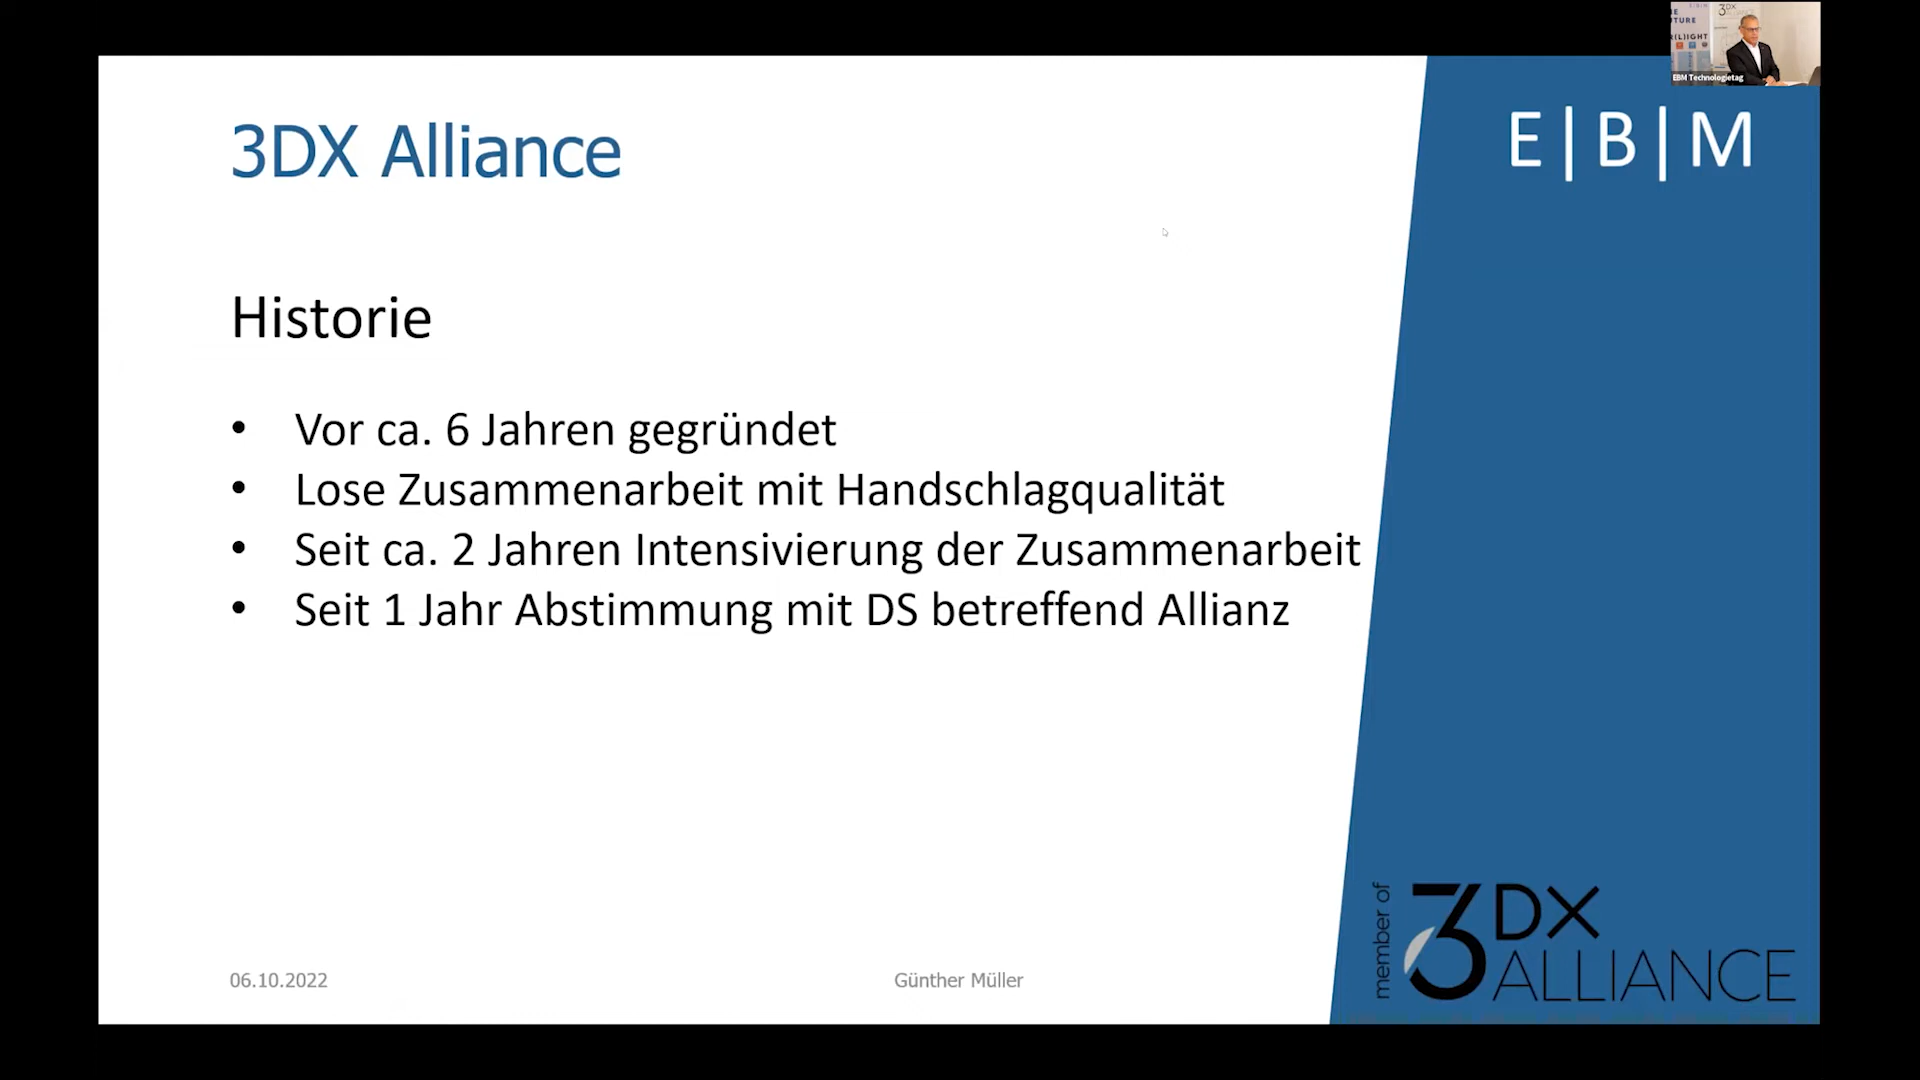 3DX Alliance
E|B|M
Historie
• Vor ca. 6 Jahren gegründet
• Lose Zusammenarbeit mit Handschlagqualität
• Seit ca. 2 Jahren Intensivierung der Zusammenarbeit
• Seit 1 Jahr Abstimmung mit DS betreffend Allianz
06.10.2022
Günther Müller
member of
3DX
ALLIANCE
3DX
EBM Technologietag